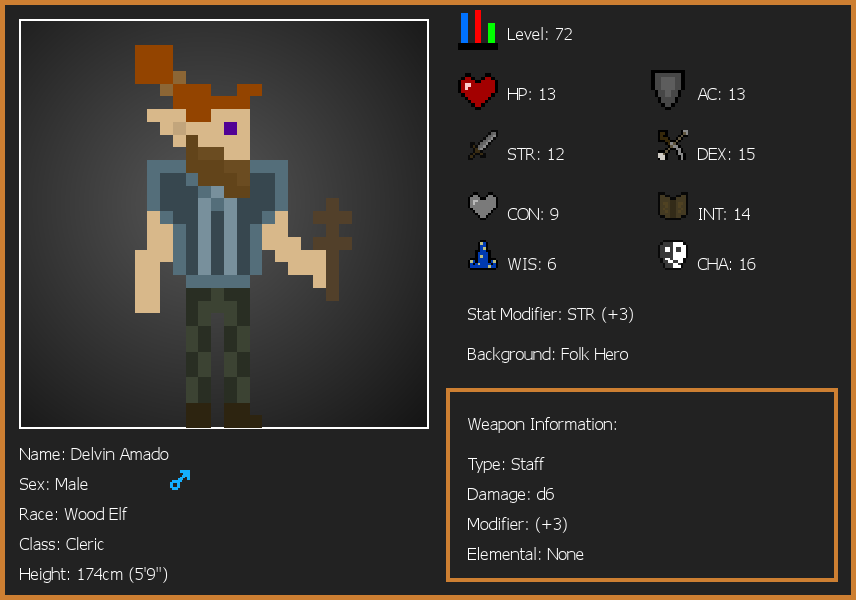 Level: 72
HP: 13
AC: 13
STR: 12
DEX: 15
CON: 9
INT: 14
WIS: 6
CHA: 16
Stat Modifier: STR (+3)
Background: Folk Hero
Weapon Information:
Type: Staff
Damage: d6
Modifier: (+3)
Elemental: None
Name: Delvin Amado
Sex: Male
Race: Wood Elf
Class: Cleric
Height: 174cm (5'9")